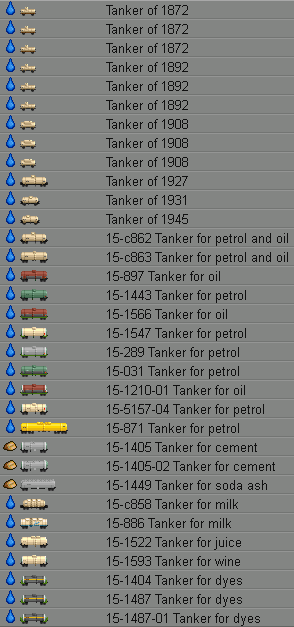 Tanker of 1872
Tanker of 1872
Tanker of 1872
Tanker of 1892
Tanker of 1892
Tanker of 1892
Tanker of 1908
Tanker of 1908
Tanker of 1908
Tanker of 1927
Tanker of 1931
Tanker of 1945
15-c862 Tanker for petrol and oil
15-c863 Tanker for petrol and oil
15-897 Tanker for oil
15-1443 Tanker for petrol
15-1566 Tanker for oil
15-1547 Tanker for petrol
15-289 Tanker for petrol
15-031 Tanker for petrol
15-1210-01 Tanker for oil
15-5157-04 Tanker for petrol
15-871 Tanker for petrol
15-1405 Tanker for cement
15-1405-02 Tanker for cement
15-1449 Tanker for soda ash
15-c858 Tanker for milk
15-886 Tanker for milk
15-1522 Tanker for juice
15-1593 Tanker for wine
15-1404 Tanker for dyes
15-1487 Tanker for dyes
15-1487-01 Tanker for dyes